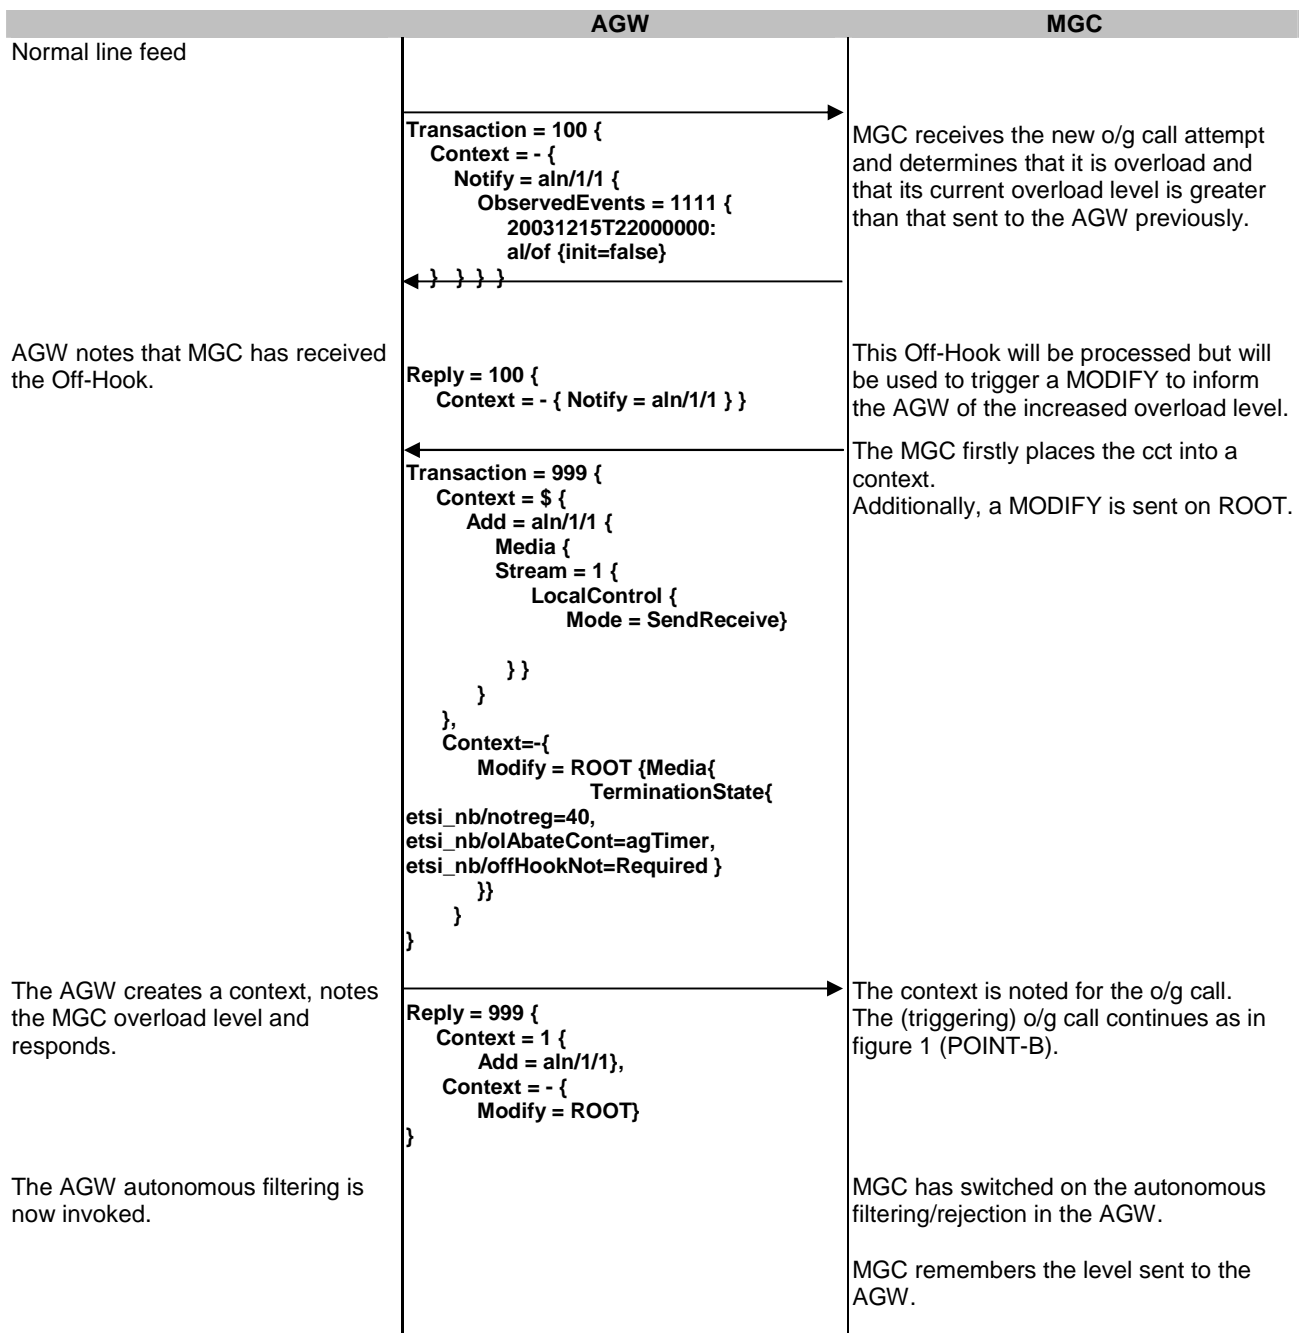 AGW MGC
Normal line feed
Transaction = 100 {
Context = - {
Notify = aln/1/1 {
ObservedEvents = 1111 {
20031215T22000000:
al/of {init=false}
} } } }
MGC receives the new o/g call attempt
and determines that it is overload and
that its current overload level is greater
than that sent to the AGW previously.
AGW notes that MGC has received
the Off-Hook.
Reply = 100 {
Context = - { Notify = aln/1/1 } }
This Off-Hook will be processed but will
be used to trigger a MODIFY to inform
the AGW of the increased overload level.
Transaction = 999 {
Context = $ {
Add = aln/1/1 {
Media {
Stream = 1 {
LocalControl {
Mode = SendReceive}
} }
}
},
Context=-{
Modify = ROOT {Media{
TerminationState{
etsi_nb/notreg=40,
etsi_nb/olAbateCont=agTimer,
etsi_nb/offHookNot=Required }
}}
}
}
The MGC firstly places the cct into a
context.
Additionally, a MODIFY is sent on ROOT.
The AGW creates a context, notes
the MGC overload level and
responds.
Reply = 999 {
Context = 1 {
Add = aln/1/1},
Context = - {
Modify = ROOT}
}
The context is noted for the o/g call.
The (triggering) o/g call continues as in
figure 1 (POINT-B).
The AGW autonomous filtering is
now invoked.
MGC has switched on the autonomous
filtering/rejection in the AGW.
MGC remembers the level sent to the
AGW.